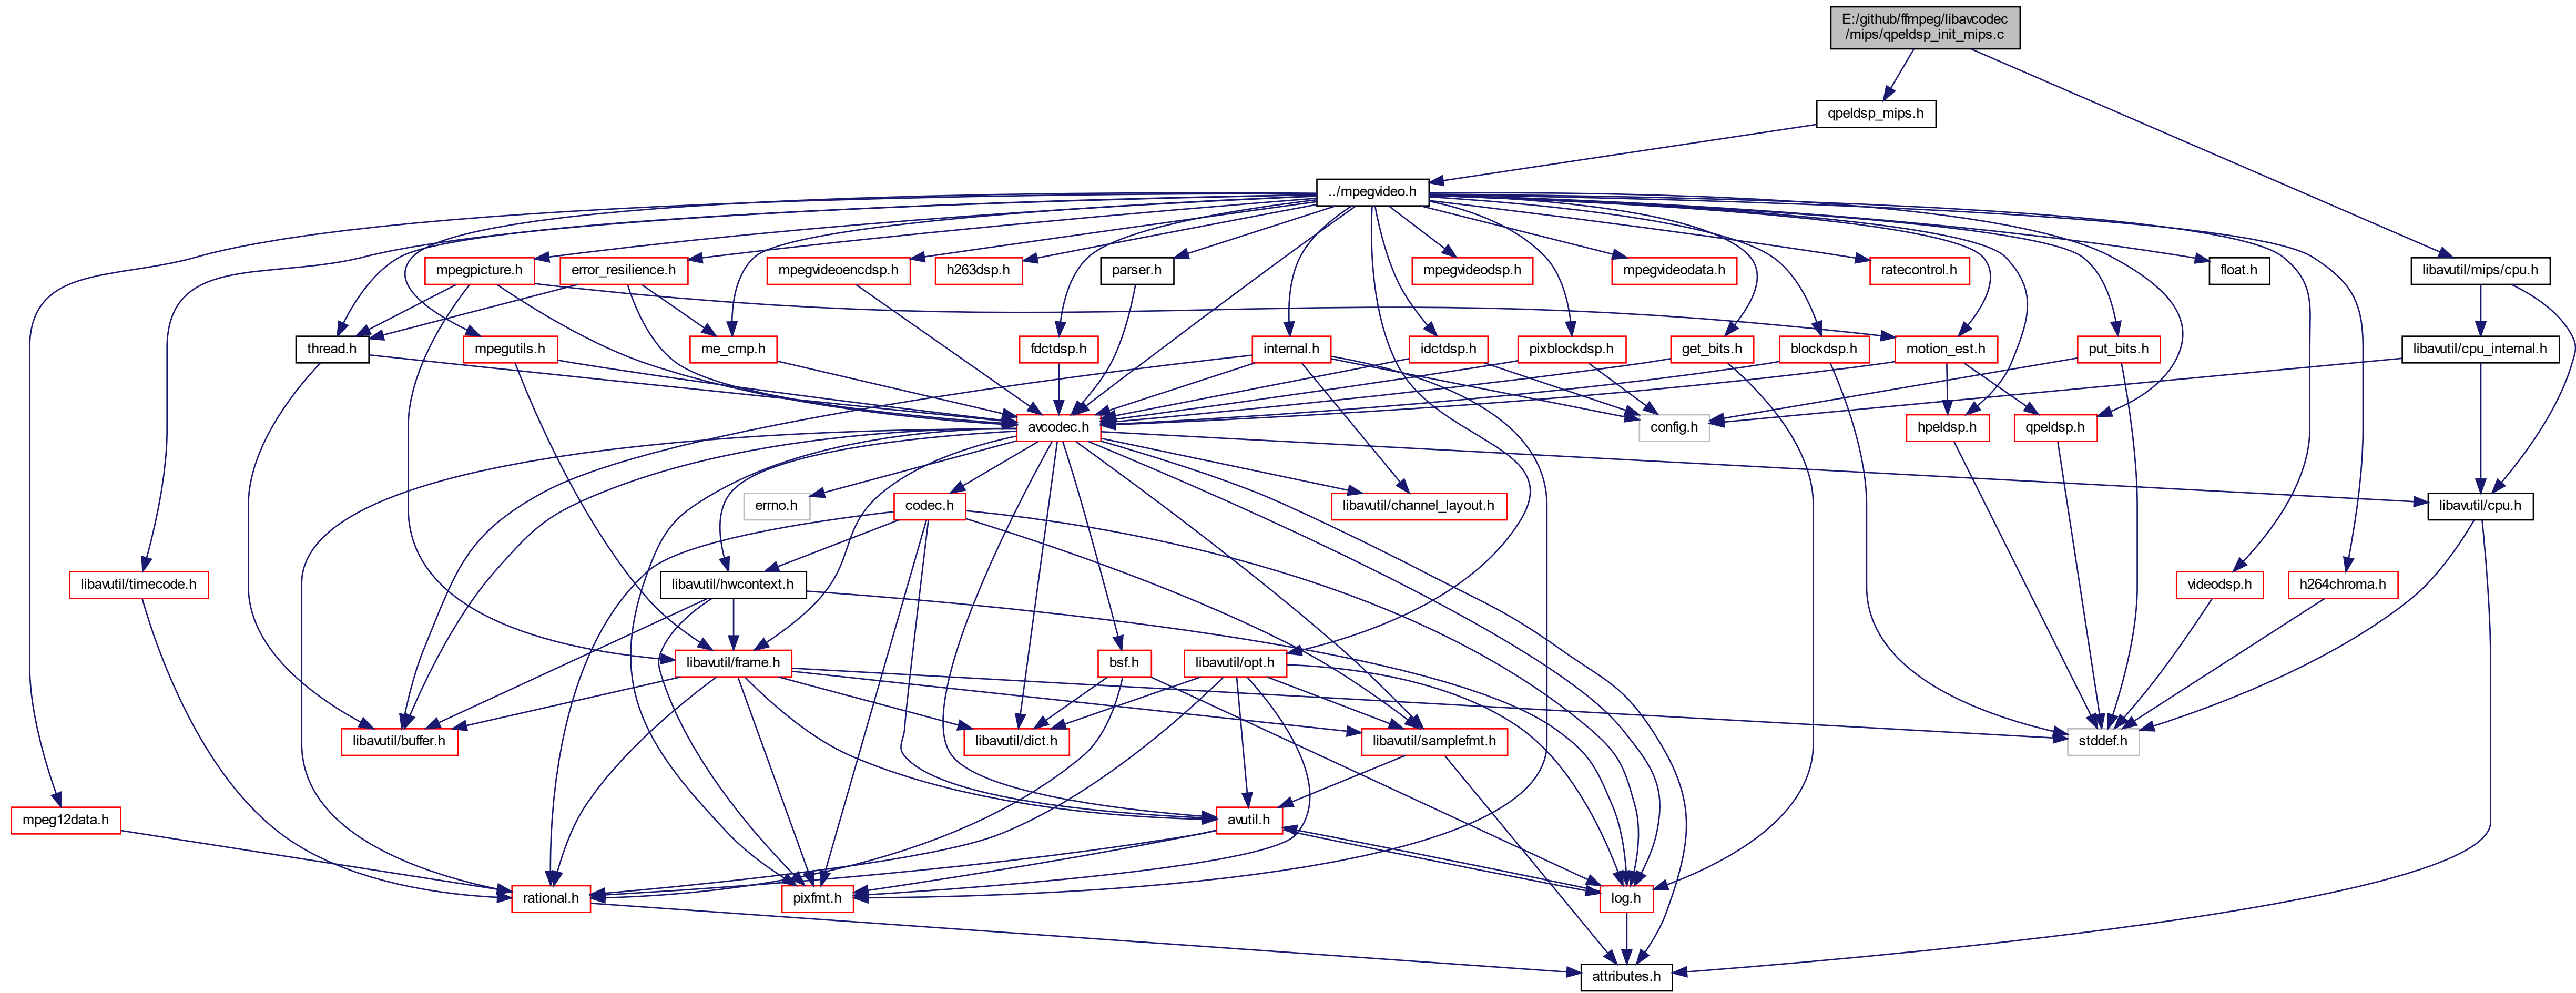 E:/github/ffmpeg/libavcodec
/mips/qpeldsp_init_mips.c
qpeldsp_mips.h
../mpegvideo.h
mpegpicture.h
error_resilience.h
mpegvideoencdsp.h
h263dsp.h
parser.h
mpegvideodsp.h
mpegvideodata.h
ratecontrol.h
float.h
libavutil/mips/cpu.h
thread.h
mpegutils.h
me_cmp.h
fdctdsp.h
internal.h
idctdsp.h
pixblockdsp.h
get_bits.h
blockdsp.h
motion_est.h
put_bits.h
libavutil/cpu_internal.h
avcodec.h
config.h
hpeldsp.h
qpeldsp.h
errno.h
codec.h
libavutil/channel_layout.h
libavutil/cpu.h
libavutil/timecode.h
libavutil/hwcontext.h
videodsp.h
h264chroma.h
libavutil/frame.h
bsf.h
libavutil/opt.h
libavutil/buffer.h
libavutil/dict.h
libavutil/samplefmt.h
stddef.h
mpeg12data.h
avutil.h
rational.h
pixfmt.h
log.h
attributes.h